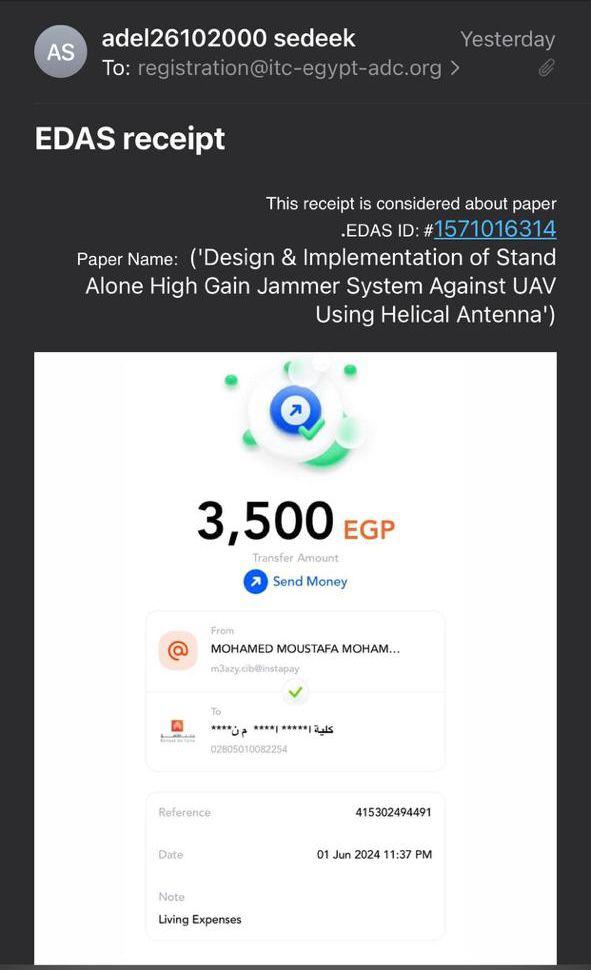 AS
adel26102000 sedeek
Yesterday
To: registration@itc-egypt-adc.org >
EDAS receipt
This receipt is considered about paper
.EDAS ID: #1571016314
Paper Name: ('Design & Implementation of Stand
Alone High Gain Jammer System Against UAV
Using Helical Antenna')
3,500 EGP
Transfer Amount
Send Money
From
@
MOHAMED MOUSTAFA MOHAM...
m3azy.cib@instapay
To
كلية ا***** ا**** م ن****
02805010082254
Reference
415302494491
Date
01 Jun 2024 11:37 PM
Note
Living Expenses